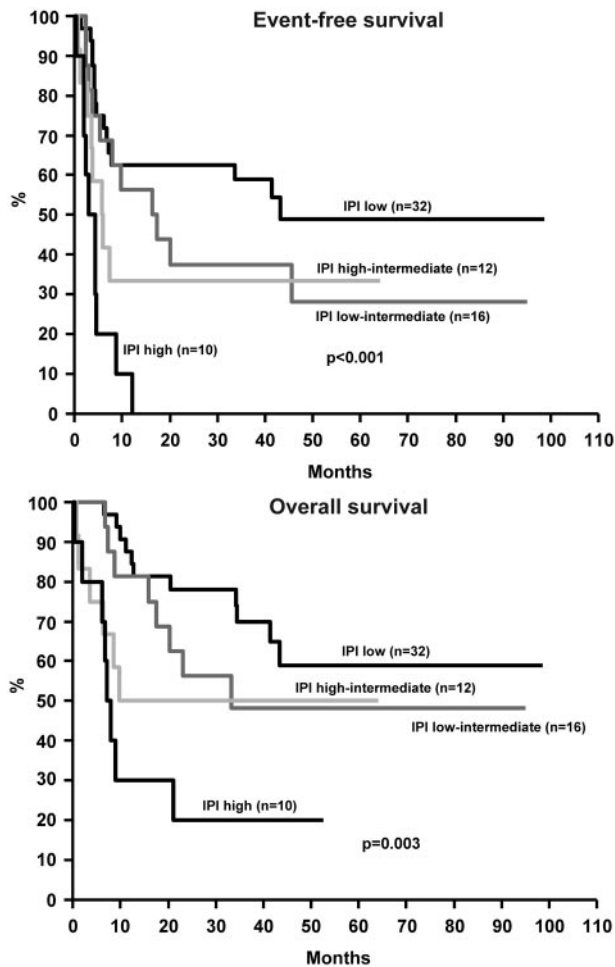 Event-free survival
100
90
80
70
60
50
40
30
20
10
0
%
IPI low (n=32)
IPI high-intermediate (n=12)
IPI low-intermediate (n=16)
IPI high (n=10)
p<0.001
0 10 20 30 40 50 60 70 80 90 100 110
Months
Overall survival
100
90
80
70
60
50
40
30
20
10
0
%
IPI low (n=32)
IPI high-intermediate (n=12)
IPI low-intermediate (n=16)
IPI high (n=10)
p=0.003
0 10 20 30 40 50 60 70 80 90 100 110
Months